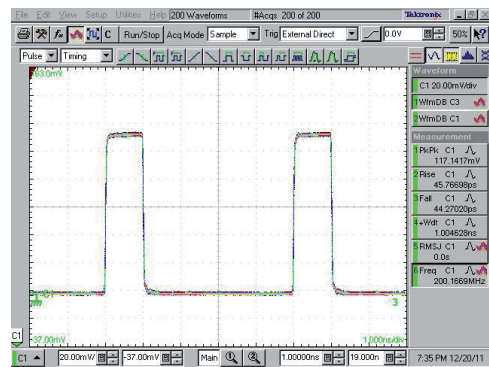 File Edit View Setup Utilities Help 200 Waveforms #Acqs 200 of 200 Tektronix
C Run/Stop Acq Mode Sample Trig External Direct 0.0V 50%
Pulse Timing
63.0mV
Waveform
C1 20.00mV/div
1 WfmDB C3
2 WfmDB C1
Measurement
1 PkPk C1
117.1417mV
2 Rise C1
45.76698ps
3 Fall C1
44.27020ps
4 +Wdt C1
1.004628ns
5 RMSJ C1
0.0s
6 Freq C1
200.1669MHz
C1
3
C1
-37.00mV
1.000ns/div
C1 20.00mV/ -37.00mV Main 1.00000ns 19.000n 7:35 PM 12/20/11